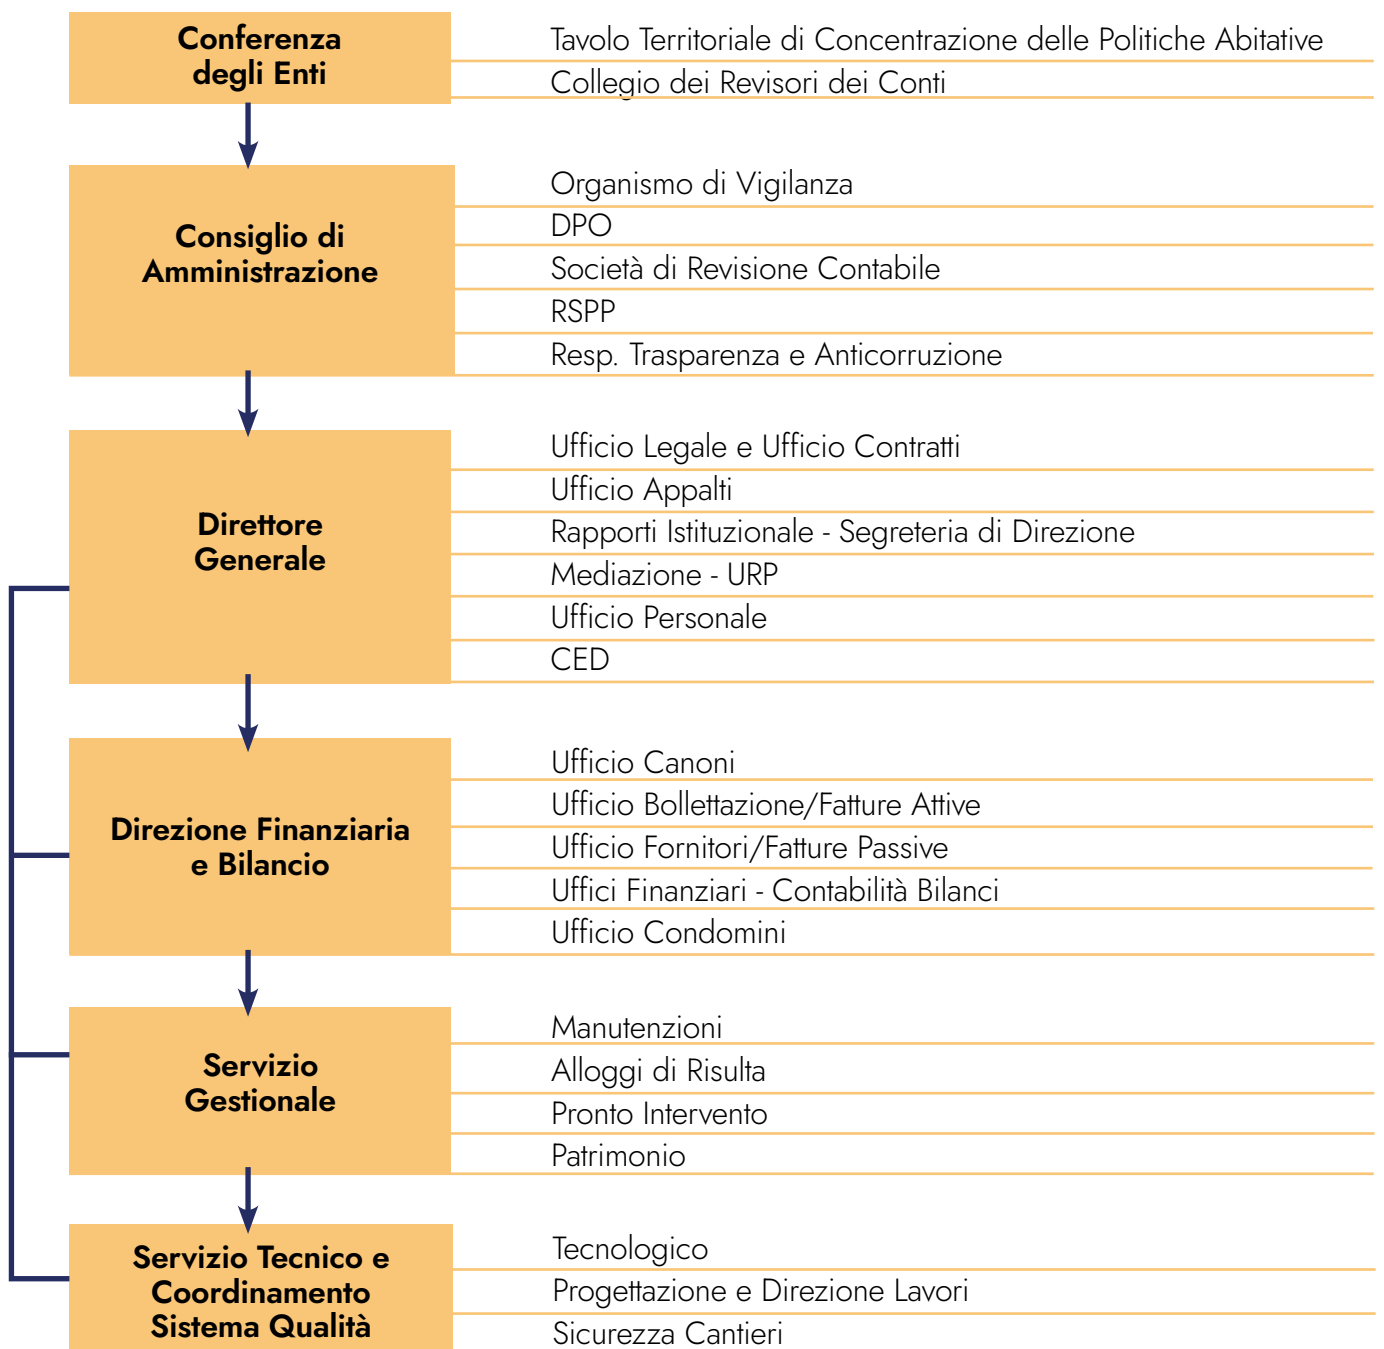 Conferenza
degli Enti
Tavolo Territoriale di Concentrazione delle Politiche Abitative
Collegio dei Revisori dei Conti
Consiglio di
Amministrazione
Organismo di Vigilanza
DPO
Società di Revisione Contabile
RSPP
Resp. Trasparenza e Anticorruzione
Direttore
Generale
Ufficio Legale e Ufficio Contratti
Ufficio Appalti
Rapporti Istituzionale - Segreteria di Direzione
Mediazione - URP
Ufficio Personale
CED
Direzione Finanziaria
e Bilancio
Ufficio Canoni
Ufficio Bollettazione/Fatture Attive
Ufficio Fornitori/Fatture Passive
Uffici Finanziari - Contabilità Bilanci
Ufficio Condomini
Servizio
Gestionale
Manutenzioni
Alloggi di Risulta
Pronto Intervento
Patrimonio
Servizio Tecnico e
Coordinamento
Sistema Qualità
Tecnologico
Progettazione e Direzione Lavori
Sicurezza Cantieri